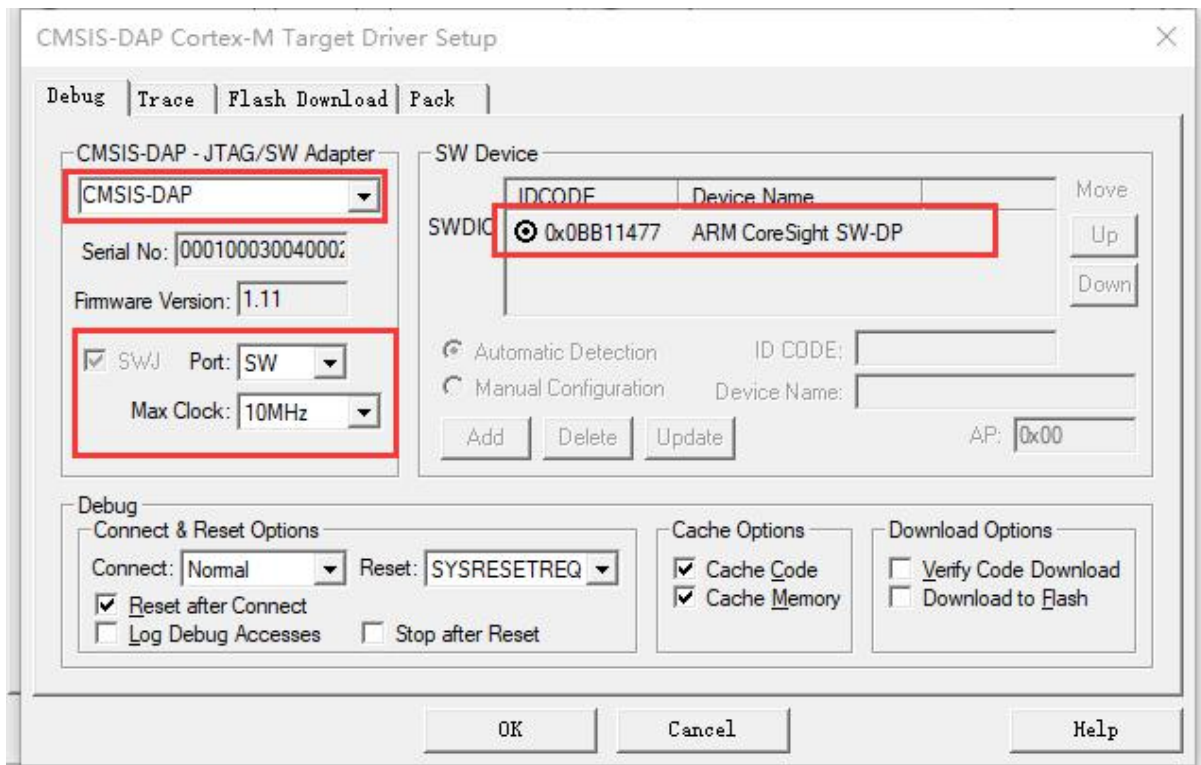 CMSIS-DAP Cortex-M Target Driver Setup
Debug Trace Flash Download Pack
CMSIS-DAP - JTAG/SW Adapter
CMSIS-DAP
Serial No: 00010003004000
Firmware Version: 1.11
SWJ Port: SW
Max Clock: 10MHz
SW Device
IDCODE Device Name
SWDIO
0x0BB11477 ARM CoreSight SW-DP
Move
Up
Down
Automatic Detection ID CODE:
Manual Configuration Device Name:
Add Delete Update AP: 0x00
Debug
Connect & Reset Options
Connect: Normal Reset: SYSRESETREQ
Reset after Connect
Log Debug Accesses Stop after Reset
Cache Options
Cache Code
Cache Memory
Download Options
Verify Code Download
Download to Flash
OK Cancel Help